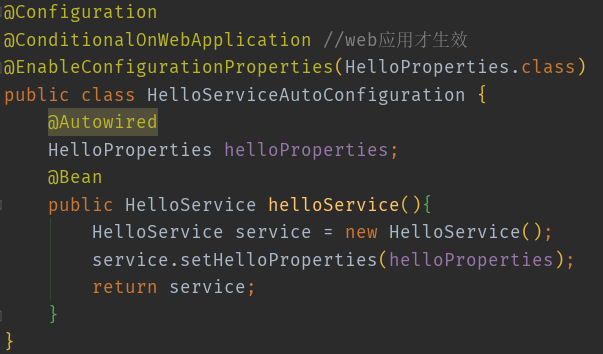 @Configuration
@ConditionalOnWebApplication //web应用才生效
@EnableConfigurationProperties(HelloProperties.class)
public class HelloServiceAutoConfiguration {
    @Autowired
    HelloProperties helloProperties;
    @Bean
    public HelloService helloService(){
        HelloService service = new HelloService();
        service.setHelloProperties(helloProperties);
        return service;
    }
}